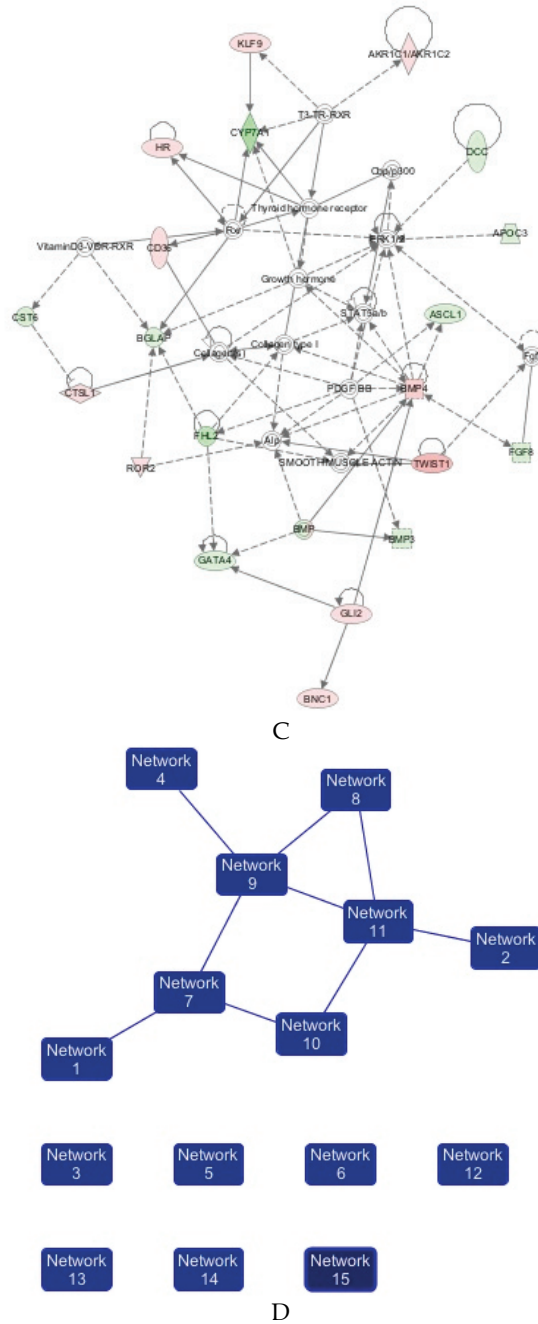 KLF9
AKR1C1/AKR1C2
T3-TR-RXR
CYP7A1
HR
DCC
Cbp/p300
Thyroid hormone receptor
Rxr
ERK1/2
VitaminD3-VDR-RXR
CD36
APOC3
Growth hormone
CST6
BGLAP
STAT5a/b
ASCL1
Collagen type I
Collagen(s)
Fgf
CTSL1
PDGF BB
BMP4
FHL2
Alp
ROR2
SMOOTH MUSCLE ACTIN
TWIST1
FGF8
BMP
BMP3
GATA4
GLI2
BNC1
C
Network
4
Network
8
Network
9
Network
11
Network
2
Network
7
Network
10
Network
1
Network
3
Network
5
Network
6
Network
12
Network
13
Network
14
Network
15
D